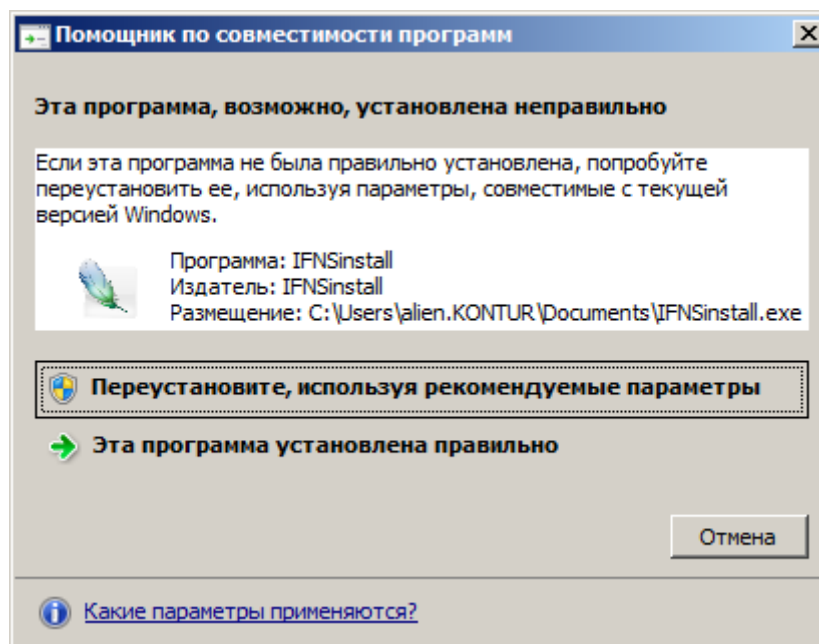 Помощник по совместимости программ
Эта программа, возможно, установлена неправильно
Если эта программа не была правильно установлена, попробуйте
переустановить ее, используя параметры, совместимые с текущей
версией Windows.
Программа: IFNSinstall
Издатель: IFNSinstall
Размещение: C:\Users\alien.KONTUR\Documents\IFNSinstall.exe
Переустановите, используя рекомендуемые параметры
Эта программа установлена правильно
Отмена
Какие параметры применяются?